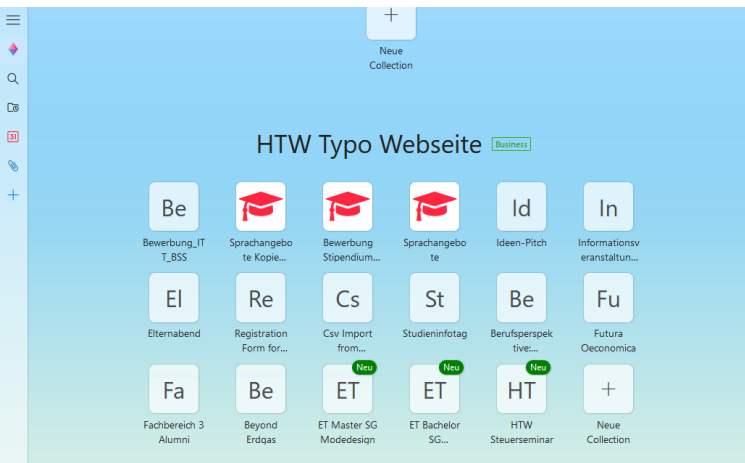 Neue
Collection
31
HTW Typo Webseite Business
Be
Id
In
Bewerbung_IT
T_BSS
Sprachangebo
te Kopie...
Bewerbung
Stipendium...
Sprachangebo
te
Ideen-Pitch
Informationsv
eranstaltun...
El
Re
Cs
St
Be
Fu
Elternabend
Registration
Form for...
Csv Import
from...
Studieninfotag
Berufsperspek
tive:...
Futura
Oeconomica
Fa
Be
ET
Neu
ET
Neu
HT
Neu
Fachbereich 3
Alumni
Beyond
Erdgas
ET Master SG
Modedesign
ET Bachelor
SG...
HTW
Steuerseminar
Neue
Collection